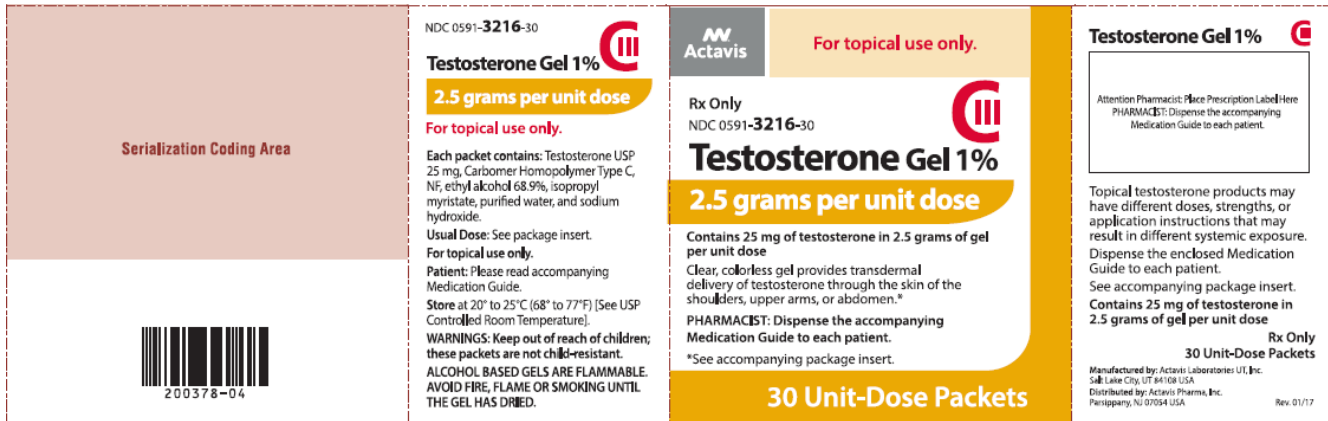 Serialization Coding Area
200378-04
NDC 0591-3216-30
CIII
Testosterone Gel 1%
2.5 grams per unit dose
For topical use only.
Each packet contains: Testosterone USP
25 mg, Carbomer Homopolymer Type C,
NF, ethyl alcohol 68.9%, isopropyl
myristate, purified water, and sodium
hydroxide.
Usual Dose: See package insert.
For topical use only.
Patient: Please read accompanying
Medication Guide.
Store at 20° to 25°C (68° to 77°F) [See USP
Controlled Room Temperature].
WARNINGS: Keep out of reach of children;
these packets are not child-resistant.
ALCOHOL BASED GELS ARE FLAMMABLE.
AVOID FIRE, FLAME OR SMOKING UNTIL
THE GEL HAS DRIED.
Actavis
For topical use only.
Rx Only
NDC 0591-3216-30
CIII
Testosterone Gel 1%
2.5 grams per unit dose
Contains 25 mg of testosterone in 2.5 grams of gel
per unit dose
Clear, colorless gel provides transdermal
delivery of testosterone through the skin of the
shoulders, upper arms, or abdomen.*
PHARMACIST: Dispense the accompanying
Medication Guide to each patient.
*See accompanying package insert.
30 Unit-Dose Packets
Testosterone Gel 1% CIII
Attention Pharmacist: Place Prescription Label Here
PHARMACIST: Dispense the accompanying
Medication Guide to each patient.
Topical testosterone products may
have different doses, strengths, or
application instructions that may
result in different systemic exposure.
Dispense the enclosed Medication
Guide to each patient.
See accompanying package insert.
Contains 25 mg of testosterone in
2.5 grams of gel per unit dose
Rx Only
30 Unit-Dose Packets
Manufactured by: Actavis Laboratories UT, Inc.
Salt Lake City, UT 84108 USA
Distributed by: Actavis Pharma, Inc.
Parsippany, NJ 07054 USA
Rev. 01/17